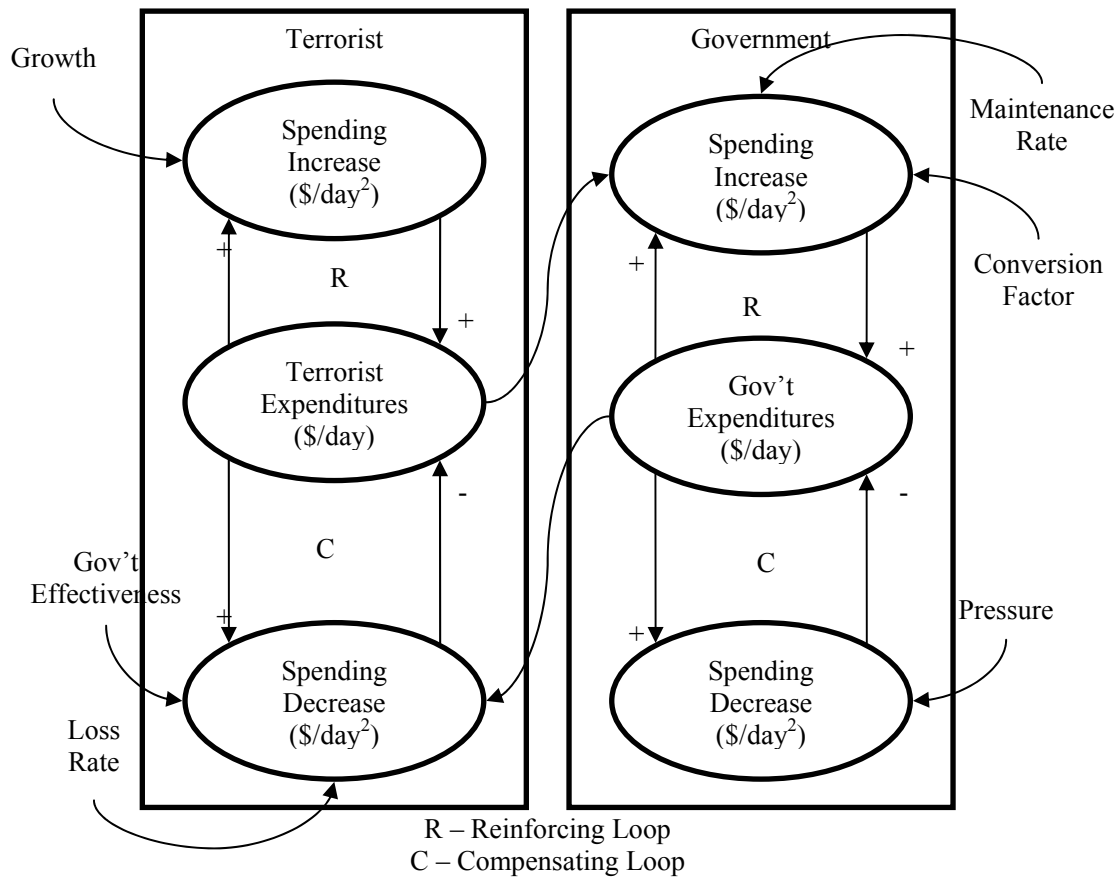 Terrorist
Government
Growth
Maintenance
Rate
Spending
Increase
($/day²)
Spending
Increase
($/day²)
+
R
+
+
R
+
Conversion
Factor
Terrorist
Expenditures
($/day)
Gov’t
Expenditures
($/day)
-
C
+
-
C
+
Gov’t
Effectiveness
Pressure
Spending
Decrease
($/day²)
Spending
Decrease
($/day²)
Loss
Rate
R – Reinforcing Loop
C – Compensating Loop